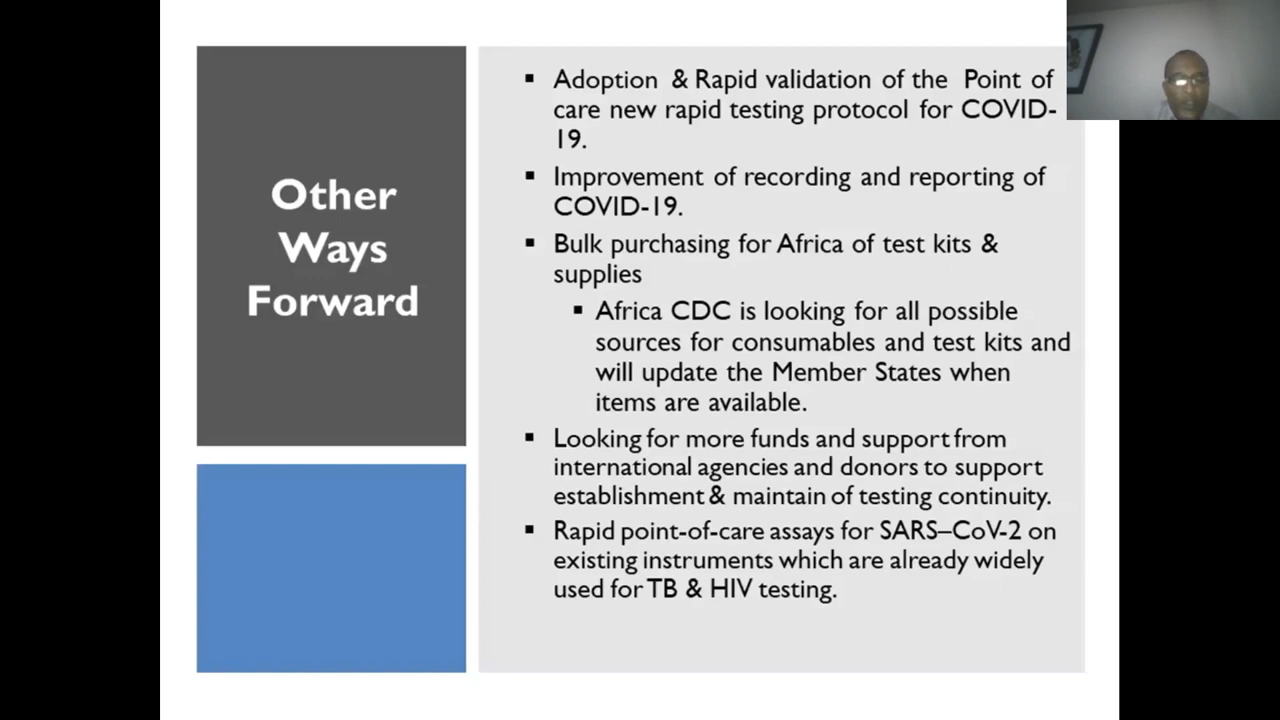 Other
Ways
Forward
▪ Adoption & Rapid validation of the Point of
care new rapid testing protocol for COVID-
19.
▪ Improvement of recording and reporting of
COVID-19.
▪ Bulk purchasing for Africa of test kits &
supplies
▪ Africa CDC is looking for all possible
sources for consumables and test kits and
will update the Member States when
items are available.
▪ Looking for more funds and support from
international agencies and donors to support
establishment & maintain of testing continuity.
▪ Rapid point-of-care assays for SARS–CoV-2 on
existing instruments which are already widely
used for TB & HIV testing.